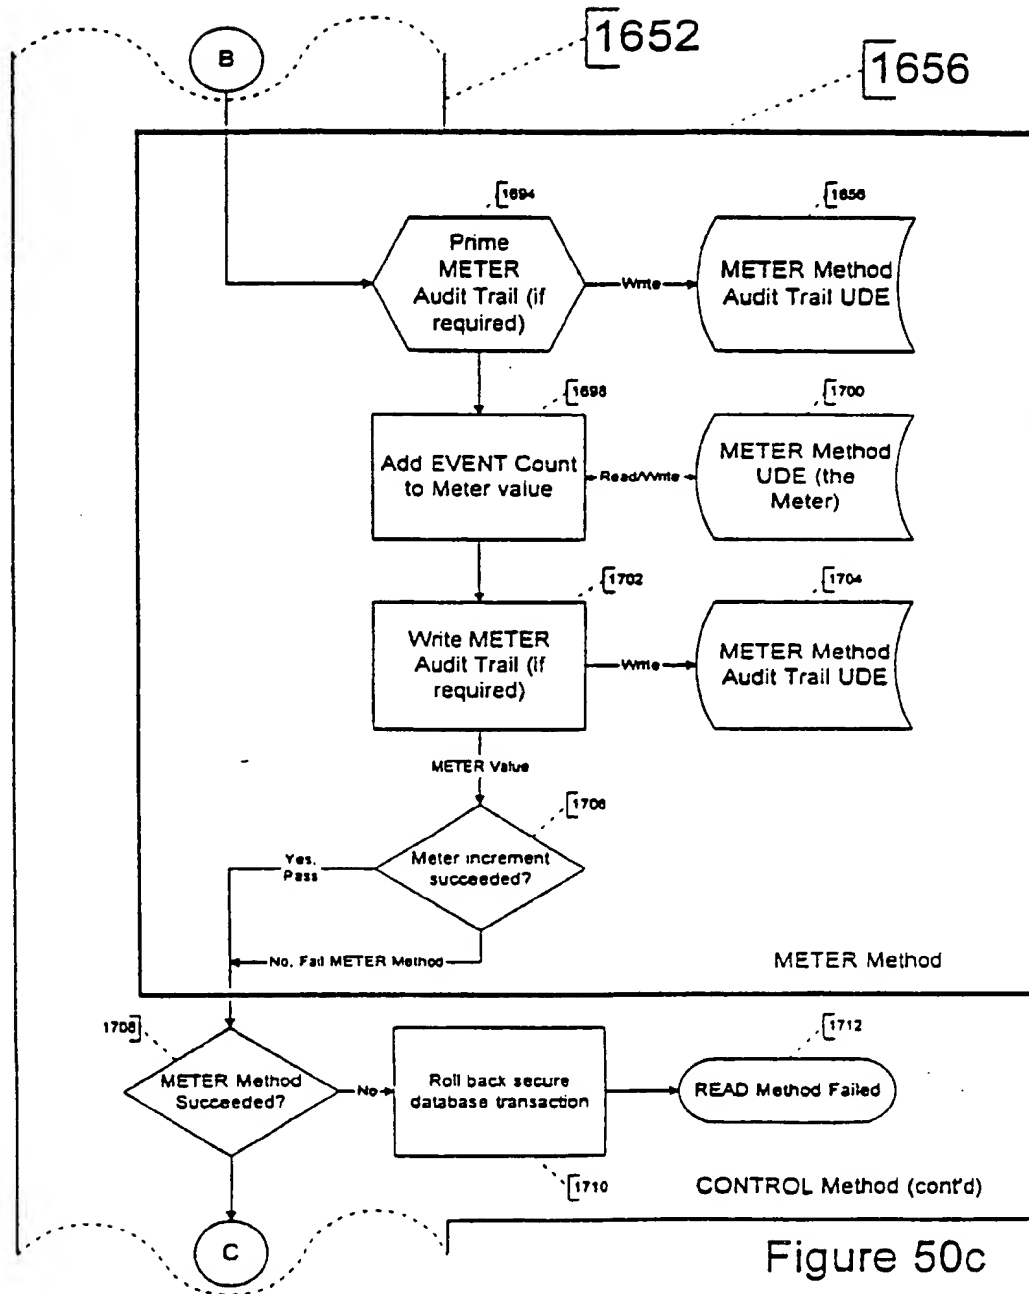 B
1652
1656
1694
Prime
METER
Audit Trail (if
required)
Write
1656
METER Method
Audit Trail UDE
1698
Add EVENT Count
to Meter value
Read/Write
1700
METER Method
UDE (the
Meter)
1702
Write METER
Audit Trail (if
required)
Write
1704
METER Method
Audit Trail UDE
METER Value
1706
Meter increment
succeeded?
Yes,
Pass
No, Fail METER Method
METER Method
1708
METER Method
Succeeded?
No
Roll back secure
database transaction
1710
1712
READ Method Failed
CONTROL Method (cont'd)
C
Figure 50c